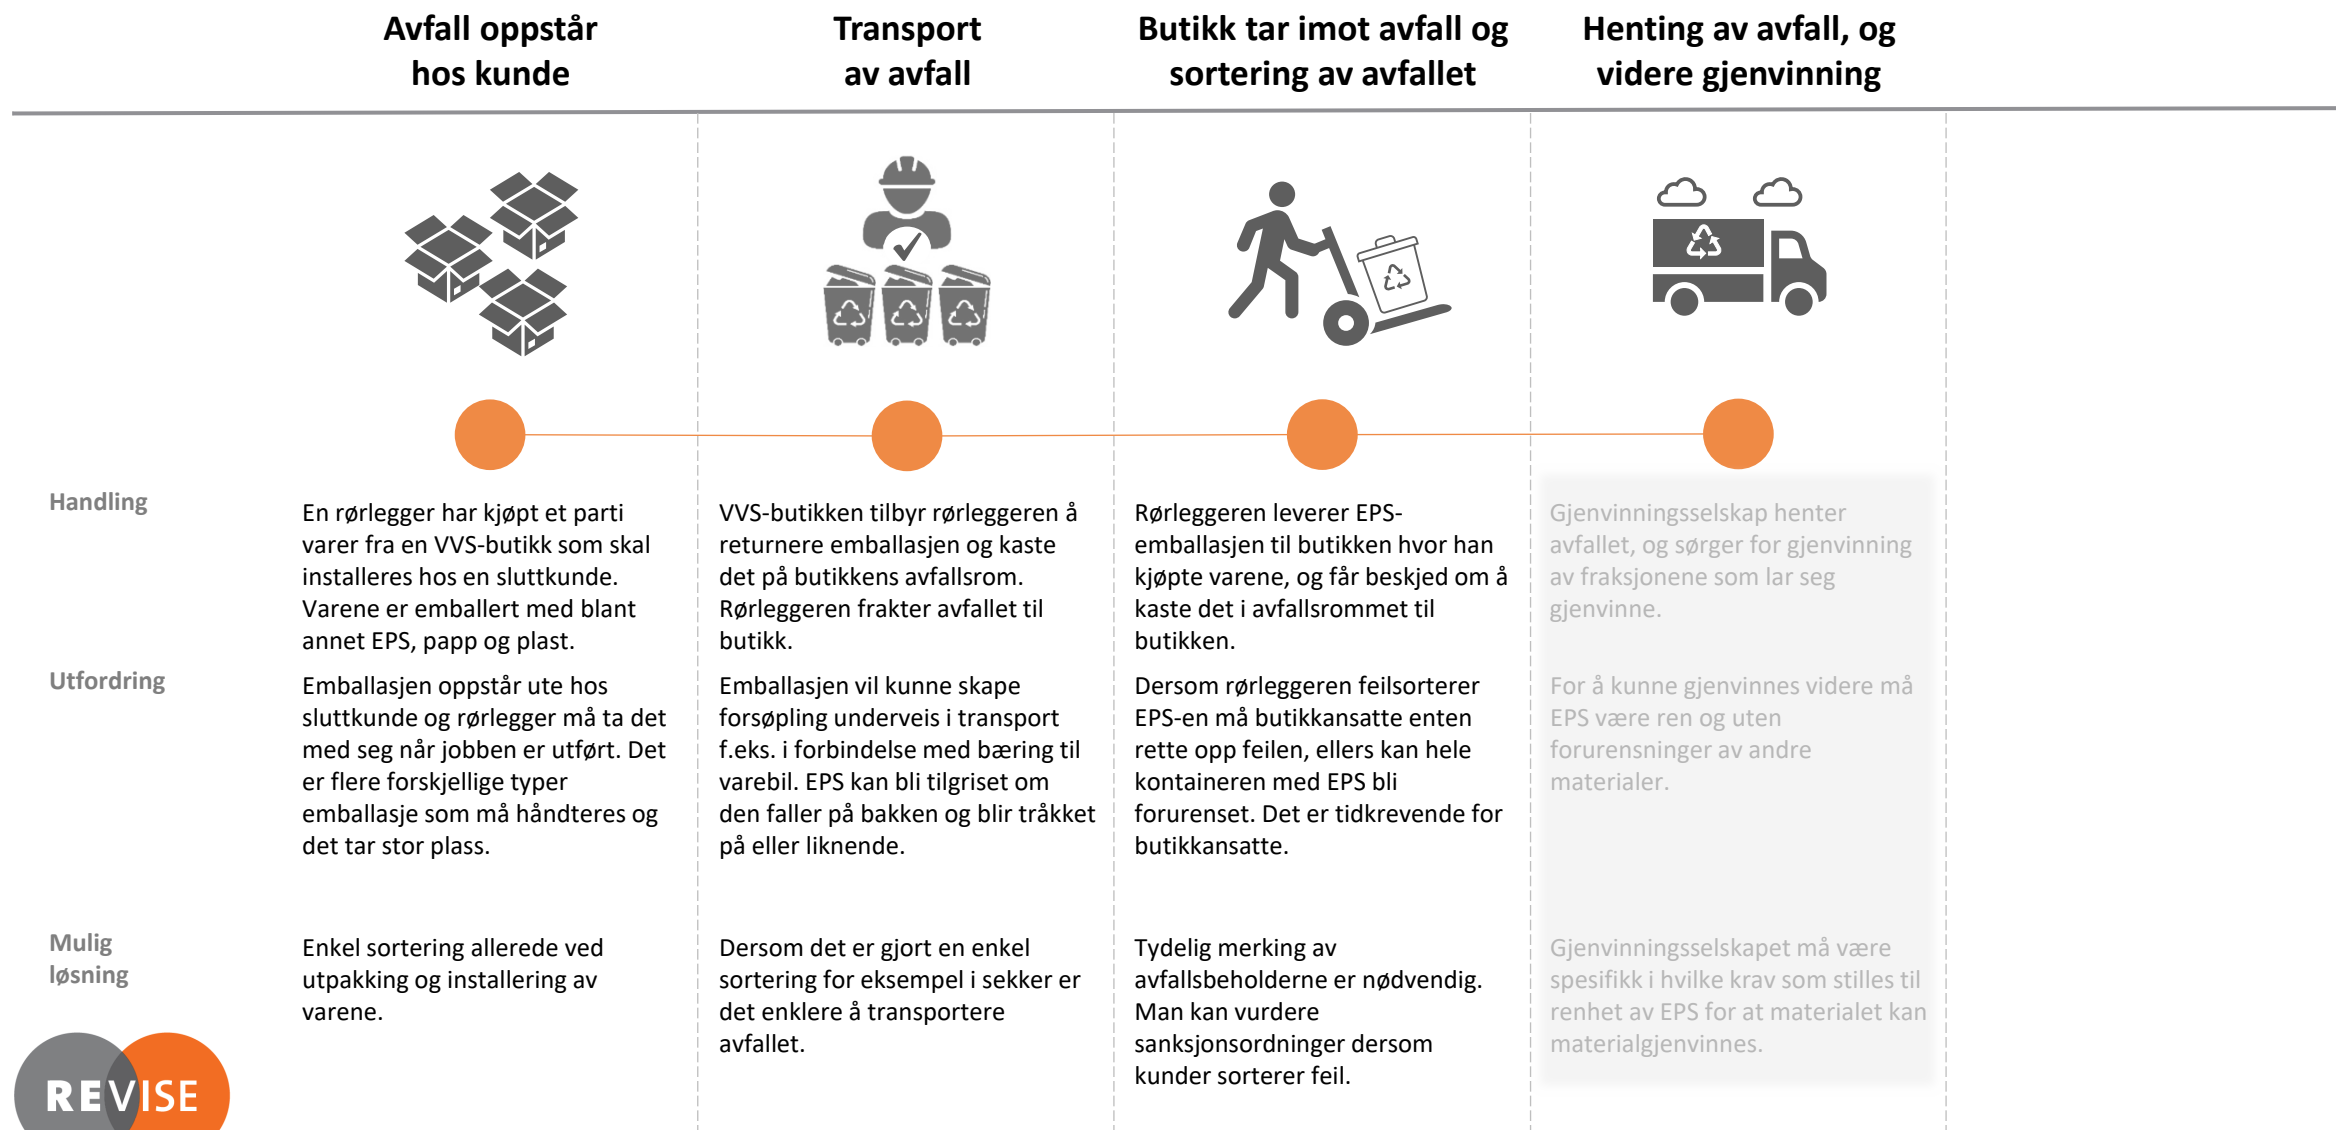 Avfall oppstår
hos kunde
Transport
av avfall
Butikk tar imot avfall og
sortering av avfallet
Henting av avfall, og
videre gjenvinning
Handling
En rørlegger har kjøpt et parti
varer fra en VVS-butikk som skal
installeres hos en sluttkunde.
Varene er emballert med blant
annet EPS, papp og plast.
VVS-butikken tilbyr rørleggeren å
returnere emballasjen og kaste
det på butikkens avfallsrom.
Rørleggeren frakter avfallet til
butikk.
Rørleggeren leverer EPS-
emballasjen til butikken hvor han
kjøpte varene, og får beskjed om å
kaste det i avfallsrommet til
butikken.
Gjenvinningsselskap henter
avfallet, og sørger for gjenvinning
av fraksjonene som lar seg
gjenvinne.
Utfordring
Emballasjen oppstår ute hos
sluttkunde og rørlegger må ta det
med seg når jobben er utført. Det
er flere forskjellige typer
emballasje som må håndteres og
det tar stor plass.
Emballasjen vil kunne skape
forsøpling underveis i transport
f.eks. i forbindelse med bæring til
varebil. EPS kan bli tilgriset om
den faller på bakken og blir tråkket
på eller liknende.
Dersom rørleggeren feilsorterer
EPS-en må butikkansatte enten
rette opp feilen, ellers kan hele
kontaineren med EPS bli
forurenset. Det er tidkrevende for
butikkansatte.
For å kunne gjenvinnes videre må
EPS være ren og uten
forurensninger av andre
materialer.
Mulig
løsning
Enkel sortering allerede ved
utpakking og installering av
varene.
Dersom det er gjort en enkel
sortering for eksempel i sekker er
det enklere å transportere
avfallet.
Tydelig merking av
avfallsbeholderne er nødvendig.
Man kan vurdere
sanksjonsordninger dersom
kunder sorterer feil.
Gjenvinningsselskapet må være
spesifikk i hvilke krav som stilles til
renhet av EPS for at materialet kan
materialgjenvinnes.
REVISE